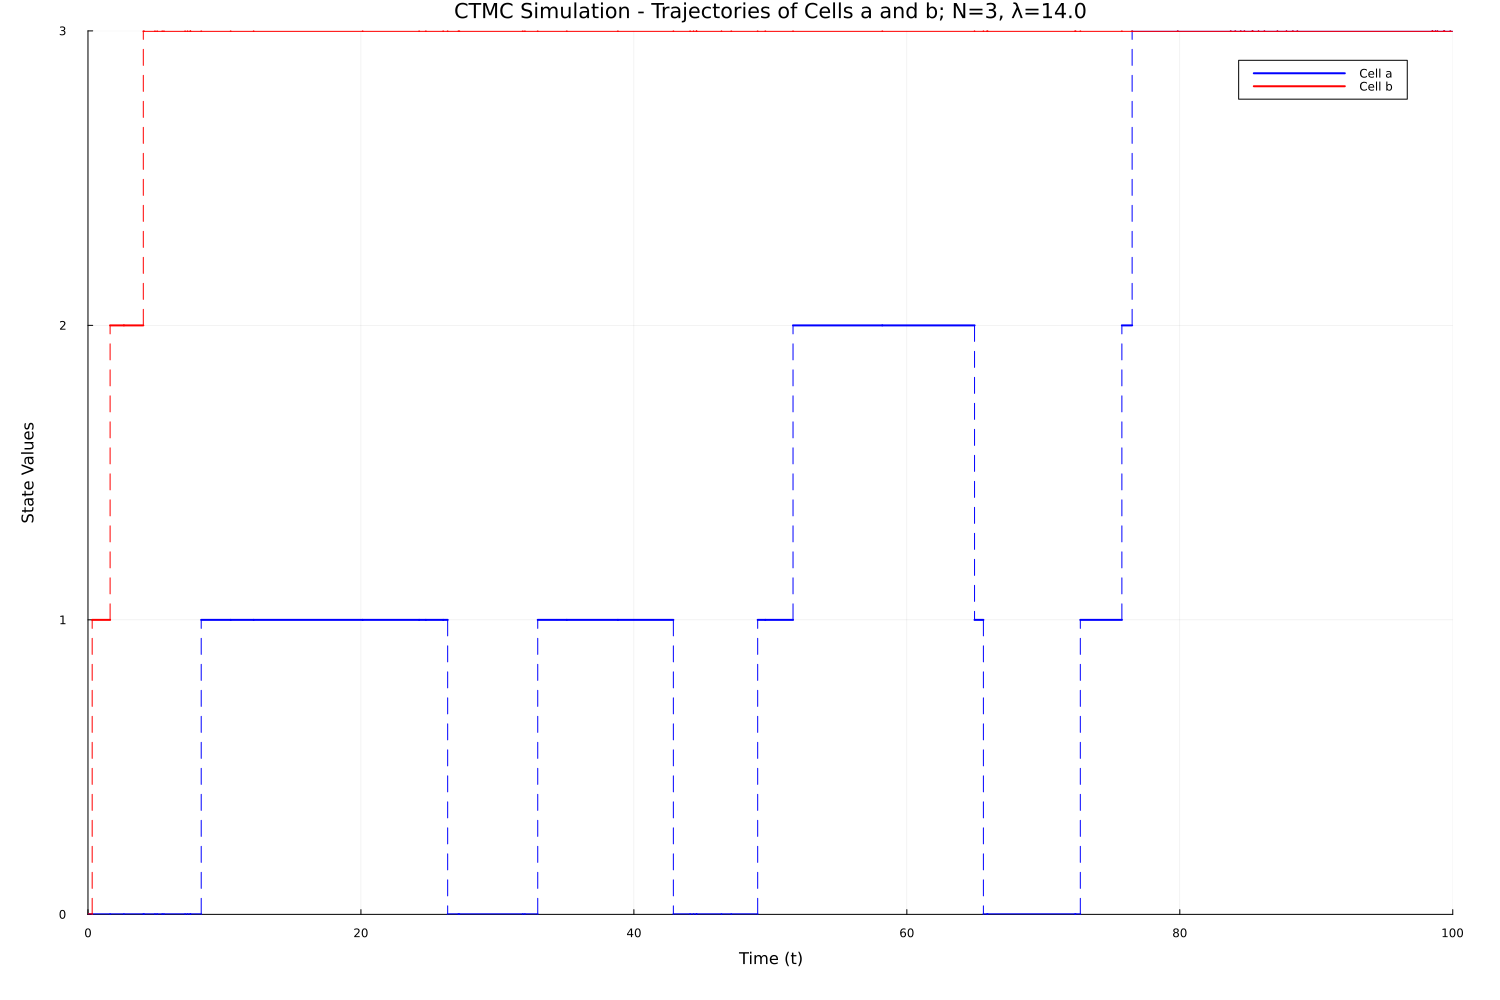 CTMC Simulation - Trajectories of Cells a and b; N=3, λ=14.0
3
Cell a
Cell b
2
State Values
1
0
0 20 40 60 80 100
Time (t)